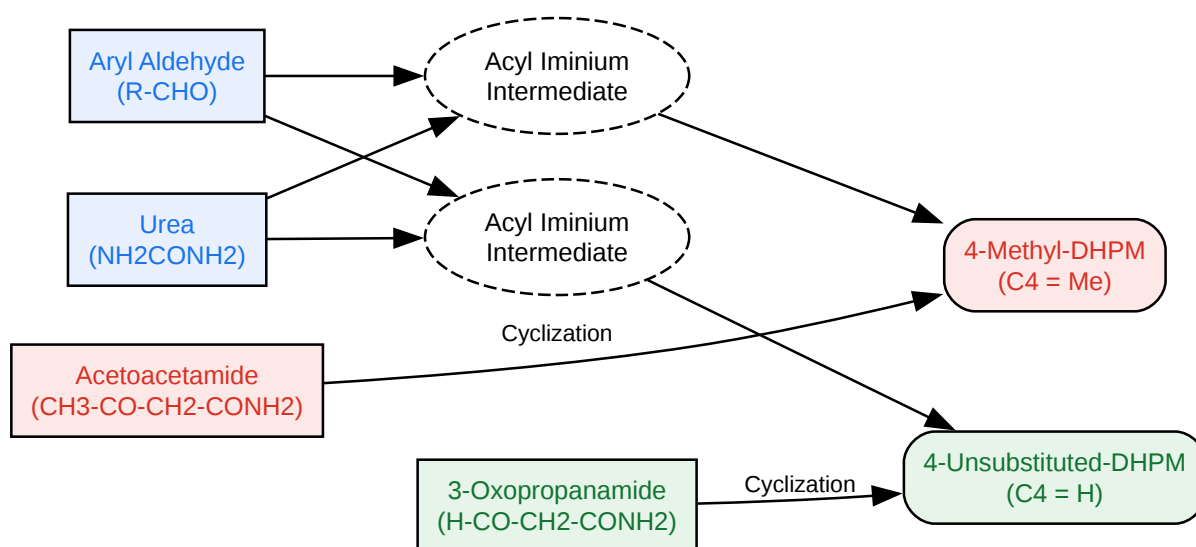 Aryl Aldehyde
(R-CHO)
Acyl Iminium
Intermediate
Urea
(NH2CONH2)
Acyl Iminium
Intermediate
4-Methyl-DHPM
(C4 = Me)
Cyclization
Acetoacetamide
(CH3-CO-CH2-CONH2)
3-Oxopropanamide
(H-CO-CH2-CONH2)
Cyclization
4-Unsubstituted-DHPM
(C4 = H)